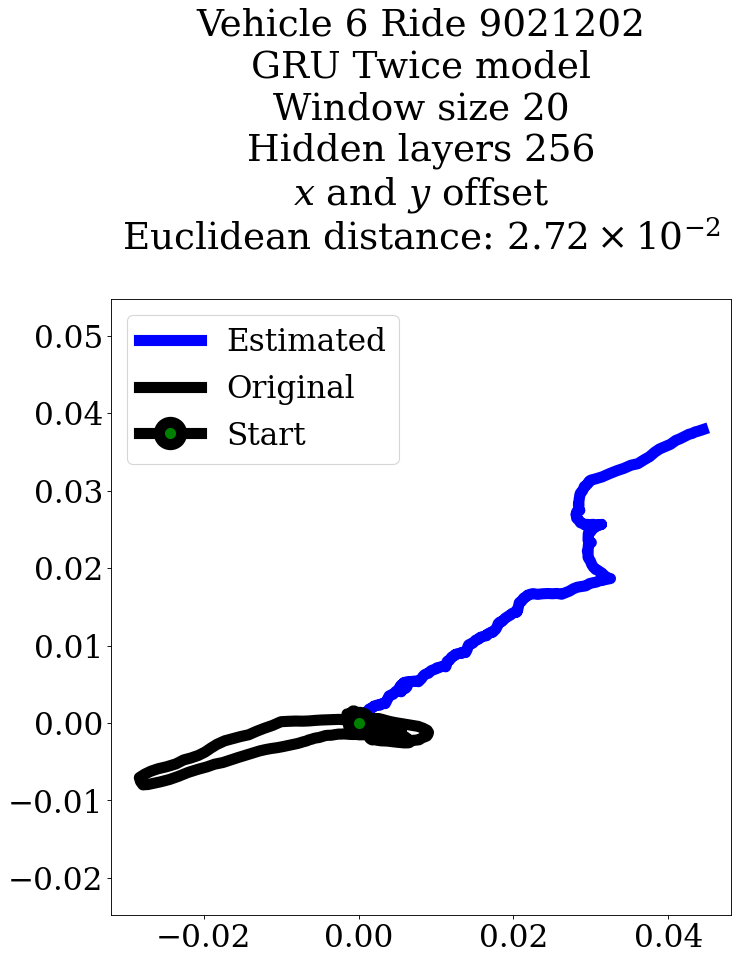 Vehicle 6 Ride 9021202
GRU Twice model
Window size 20
Hidden layers 256
x and y offset
Euclidean distance: 2.72 × 10⁻²
Estimated
Original
Start
0.05
0.04
0.03
0.02
0.01
0.00
−0.01
−0.02
−0.02 0.00 0.02 0.04